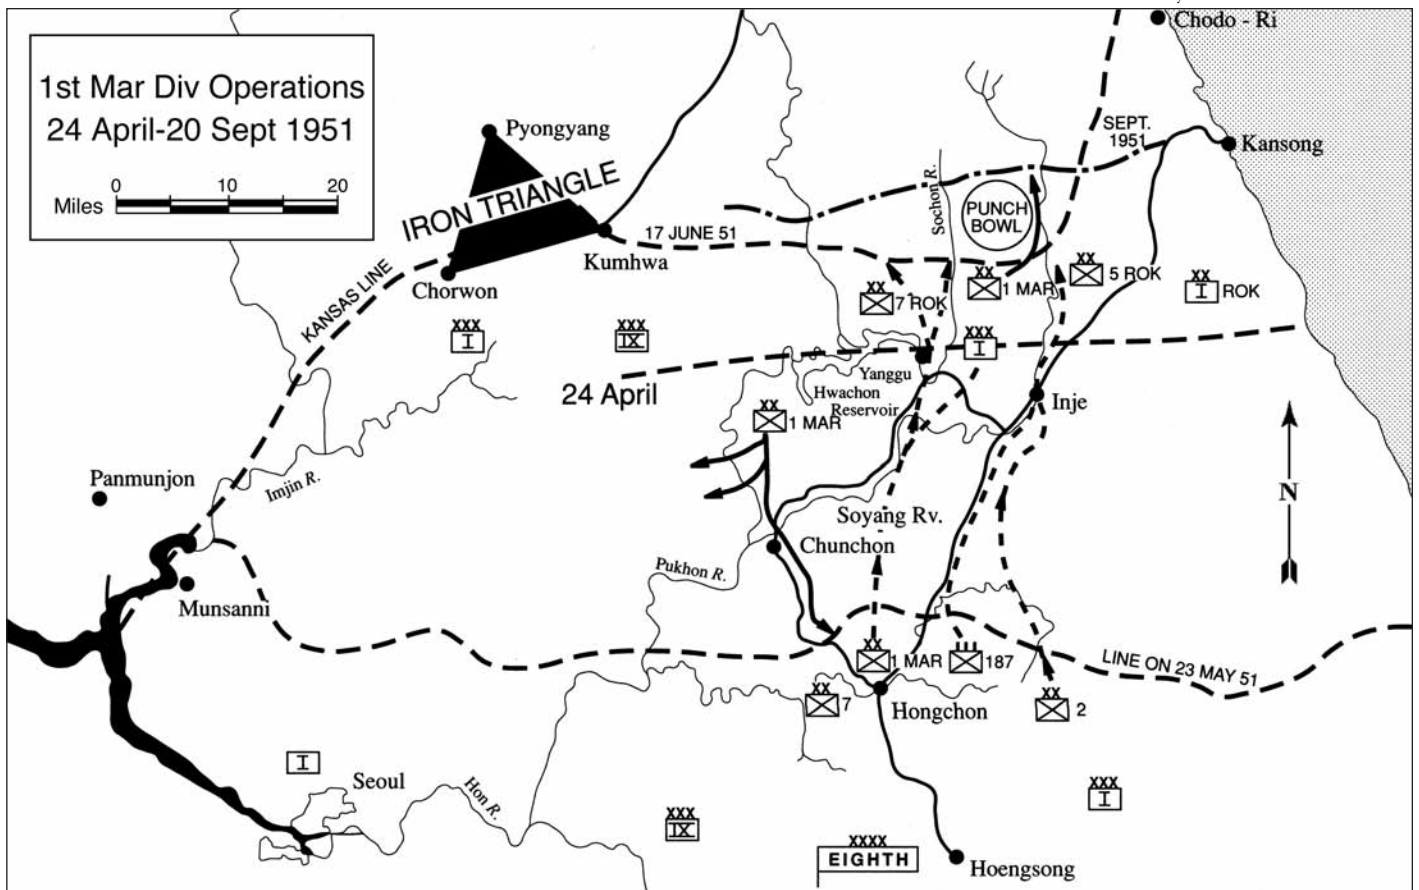 1st Mar Div Operations
24 April-20 Sept 1951
0 10 20
Miles
Chodo - Ri
Pyongyang
IRON TRIANGLE
SEPT.
1951
Kansong
Sochon R.
PUNCH
BOWL
17 JUNE 51
Kumhwa
KANSAS LINE
Chorwon
XX
7 ROK
XX
1 MAR
XX
5 ROK
XX
I ROK
XXX
I
XXX
IX
XXX
I
24 April
Yanggu
Hwachon
Reservoir
Inje
XX
1 MAR
Panmunjon
Imjin R.
N
Soyang Rv.
Chunchon
Pukhon R.
Munsanni
XX
1 MAR
187
LINE ON 23 MAY 51
XX
7
Hongchon
XX
2
I
Seoul
Hon R.
XXX
IX
XXX
I
XXXX
EIGHTH
Hoengsong